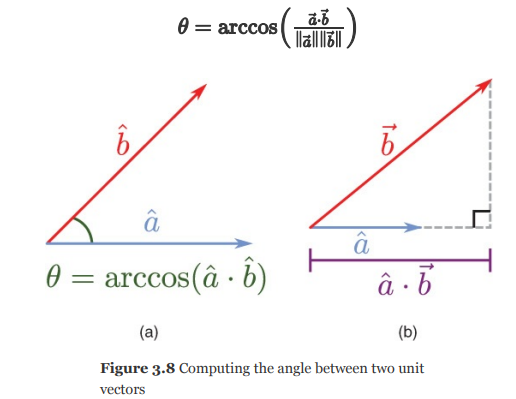 θ = arccos(a⃗·b⃗ / ‖a⃗‖‖b⃗‖)
b̂
â
θ = arccos(â · b̂)
(a)
b⃗
â
â · b⃗
(b)
Figure 3.8 Computing the angle between two unit
vectors